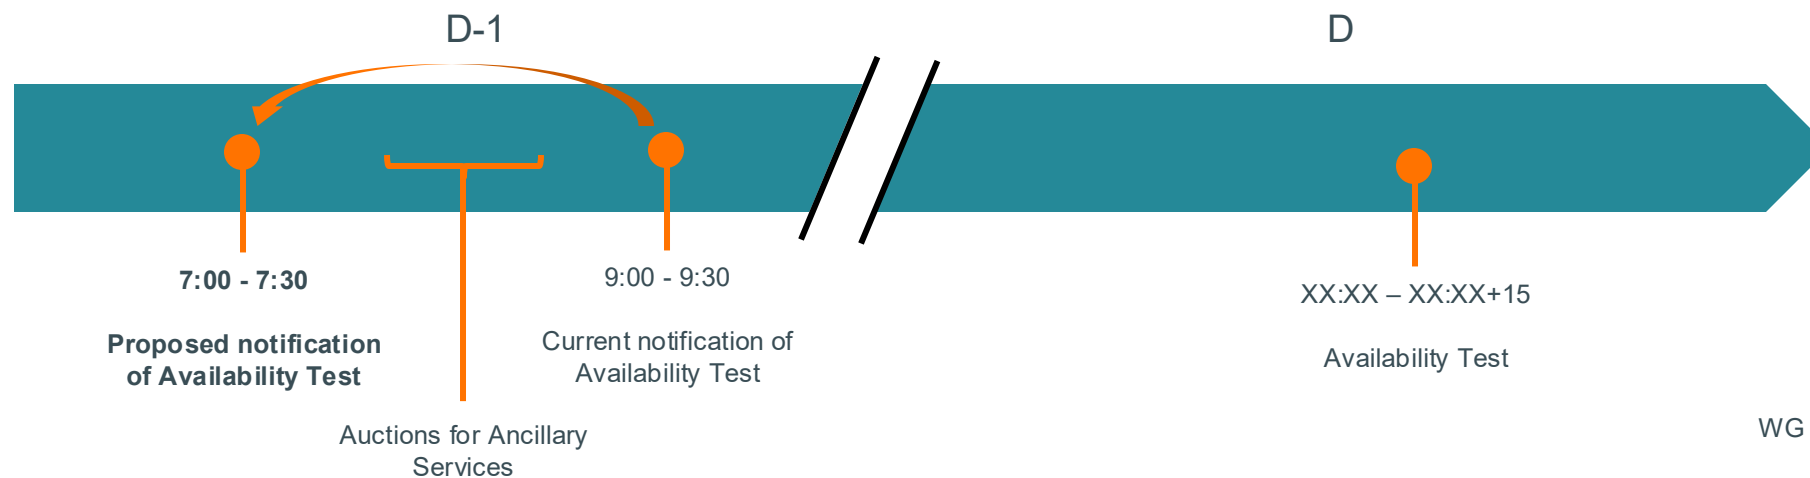 D-1
D
7:00 - 7:30
Proposed notification
of Availability Test
Auctions for Ancillary
Services
9:00 - 9:30
Current notification of
Availability Test
XX:XX – XX:XX+15
Availability Test
WG